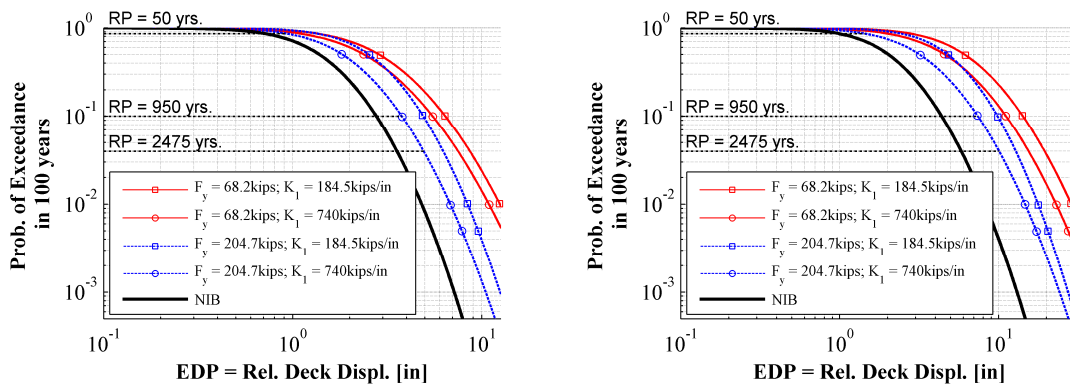 RP = 50 yrs.
RP = 950 yrs.
RP = 2475 yrs.
10^0
10^-1
10^-2
10^-3
Prob. of Exceedance
in 100 years
F_y = 68.2kips; K_1 = 184.5kips/in
F_y = 68.2kips; K_1 = 740kips/in
F_y = 204.7kips; K_1 = 184.5kips/in
F_y = 204.7kips; K_1 = 740kips/in
NIB
10^-1
10^0
10^1
EDP = Rel. Deck Displ. [in]
RP = 50 yrs.
RP = 950 yrs.
RP = 2475 yrs.
10^0
10^-1
10^-2
10^-3
Prob. of Exceedance
in 100 years
F_y = 68.2kips; K_1 = 184.5kips/in
F_y = 68.2kips; K_1 = 740kips/in
F_y = 204.7kips; K_1 = 184.5kips/in
F_y = 204.7kips; K_1 = 740kips/in
NIB
10^-1
10^0
10^1
EDP = Rel. Deck Displ. [in]